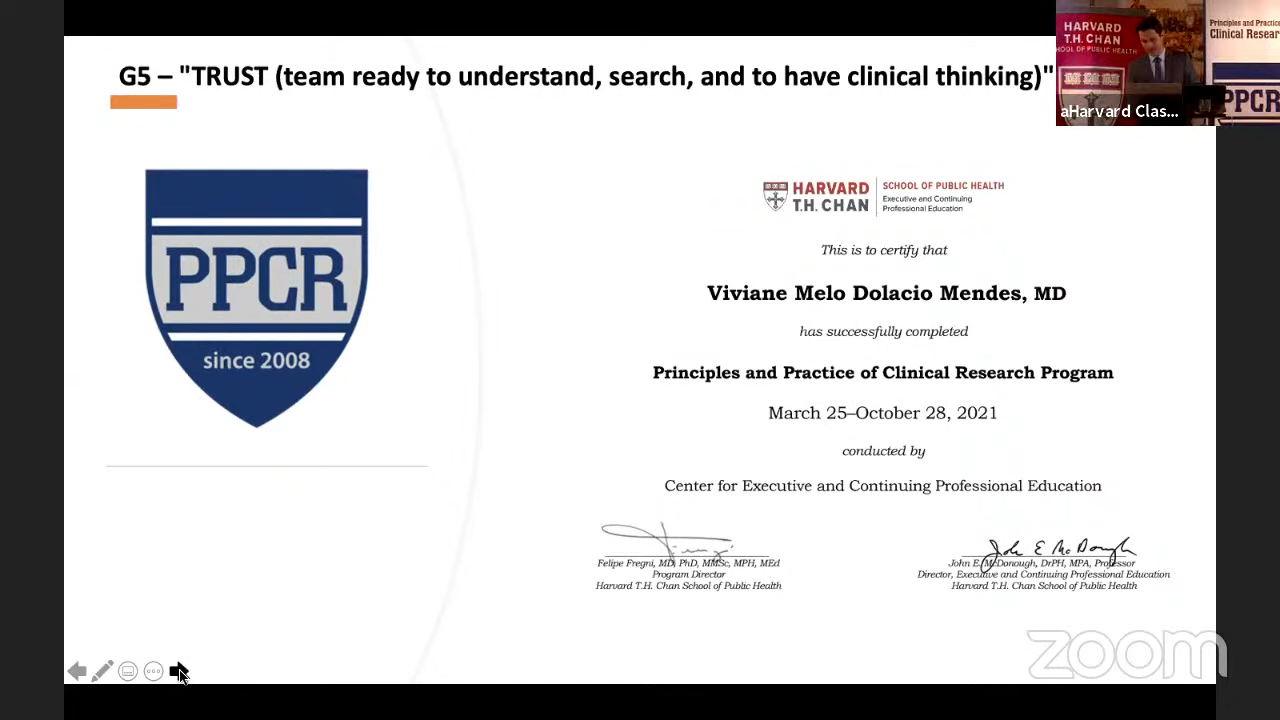 G5 – "TRUST (team ready to understand, search, and to have clinical thinking)"
HARVARD
T.H. CHAN
SCHOOL OF PUBLIC HEALTH
Principles and Practice
Clinical Resear
PPCR
aHarvard Clas...
PPCR
since 2008
HARVARD
T.H. CHAN
SCHOOL OF PUBLIC HEALTH
Executive and Continuing
Professional Education
This is to certify that
Viviane Melo Dolacio Mendes, MD
has successfully completed
Principles and Practice of Clinical Research Program
March 25–October 28, 2021
conducted by
Center for Executive and Continuing Professional Education
Felipe Fregni, MD, PhD, MMSc, MPH, MEd
Program Director
Harvard T.H. Chan School of Public Health
John E McDonough
John E. McDonough, DrPH, MPA, Professor
Director, Executive and Continuing Professional Education
Harvard T.H. Chan School of Public Health
zoom